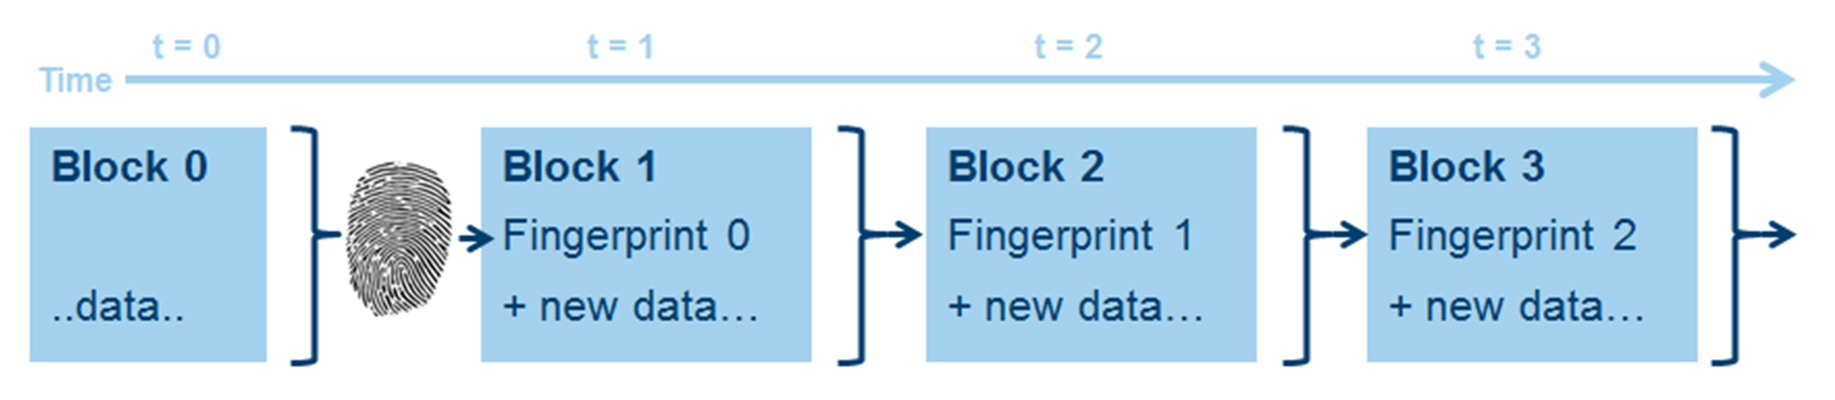 t = 0
t = 1
t = 2
t = 3
Time
Block 0
..data..
Block 1
Fingerprint 0
+ new data...
Block 2
Fingerprint 1
+ new data...
Block 3
Fingerprint 2
+ new data...